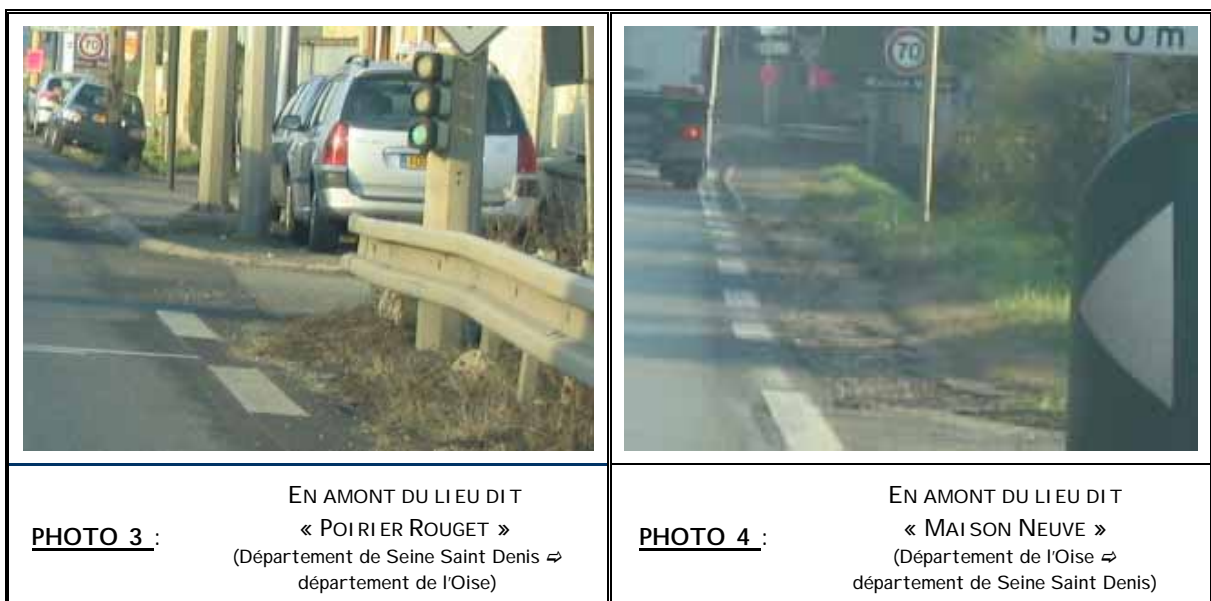 70
70
150m
PHOTO 3 :
EN AMONT DU LIEU DIT
« POIRIER ROUGET »
(Département de Seine Saint Denis ⇨
département de l'Oise)
PHOTO 4 :
EN AMONT DU LIEU DIT
« MAISON NEUVE »
(Département de l'Oise ⇨
département de Seine Saint Denis)